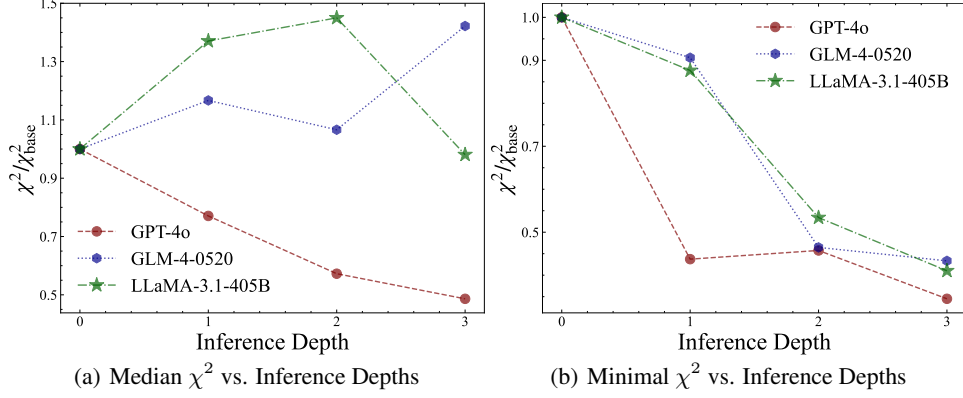 1.5
1.3
1.1
0.9
0.7
0.5
χ²/χ²base
GPT-4o
GLM-4-0520
LLaMA-3.1-405B
0 1 2 3
Inference Depth
(a) Median χ² vs. Inference Depths
1.0
0.9
0.7
0.5
χ²/χ²base
GPT-4o
GLM-4-0520
LLaMA-3.1-405B
0 1 2 3
Inference Depth
(b) Minimal χ² vs. Inference Depths